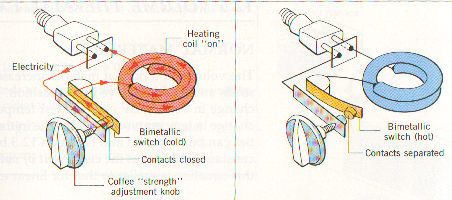 Heating
coil "on"
Electricity
Bimetallic
switch (cold)
Contacts closed
Coffee "strength"
adjustment knob
Bimetallic
switch (hot)
Contacts separated